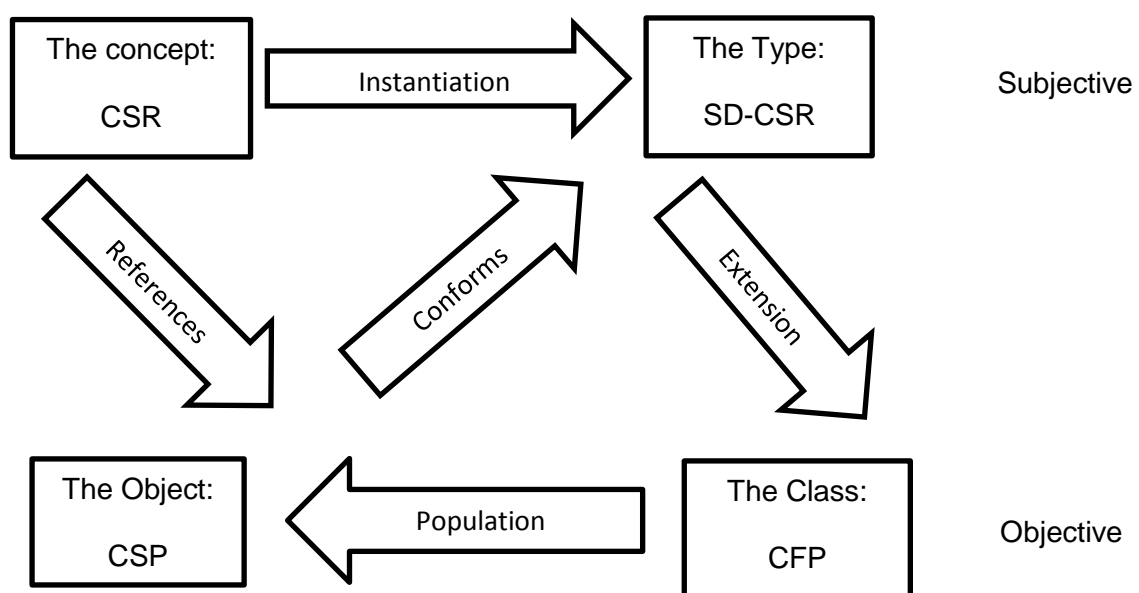 The concept:
CSR
Instantiation
The Type:
SD-CSR
Subjective
References
Conforms
Extension
The Object:
CSP
Population
The Class:
CFP
Objective